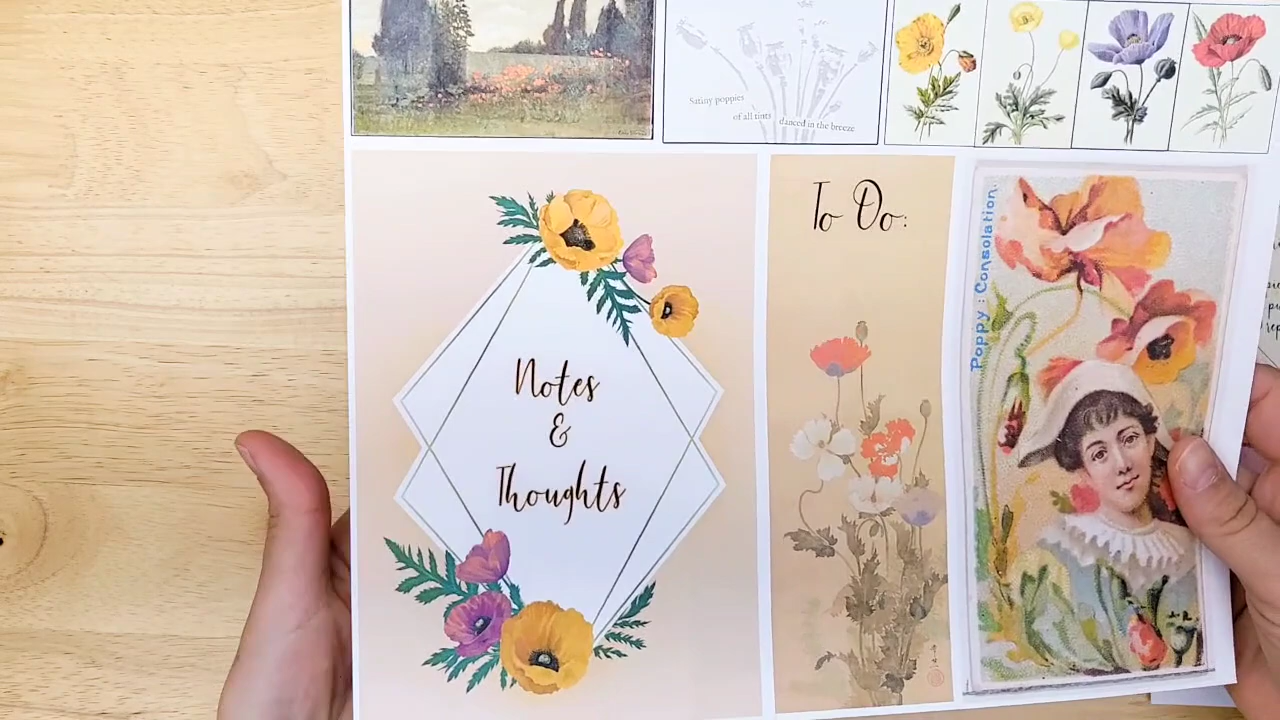 Satiny poppies
of all tints
danced in the breeze
To Do:
Poppy : Consolation.
Notes
&
Thoughts